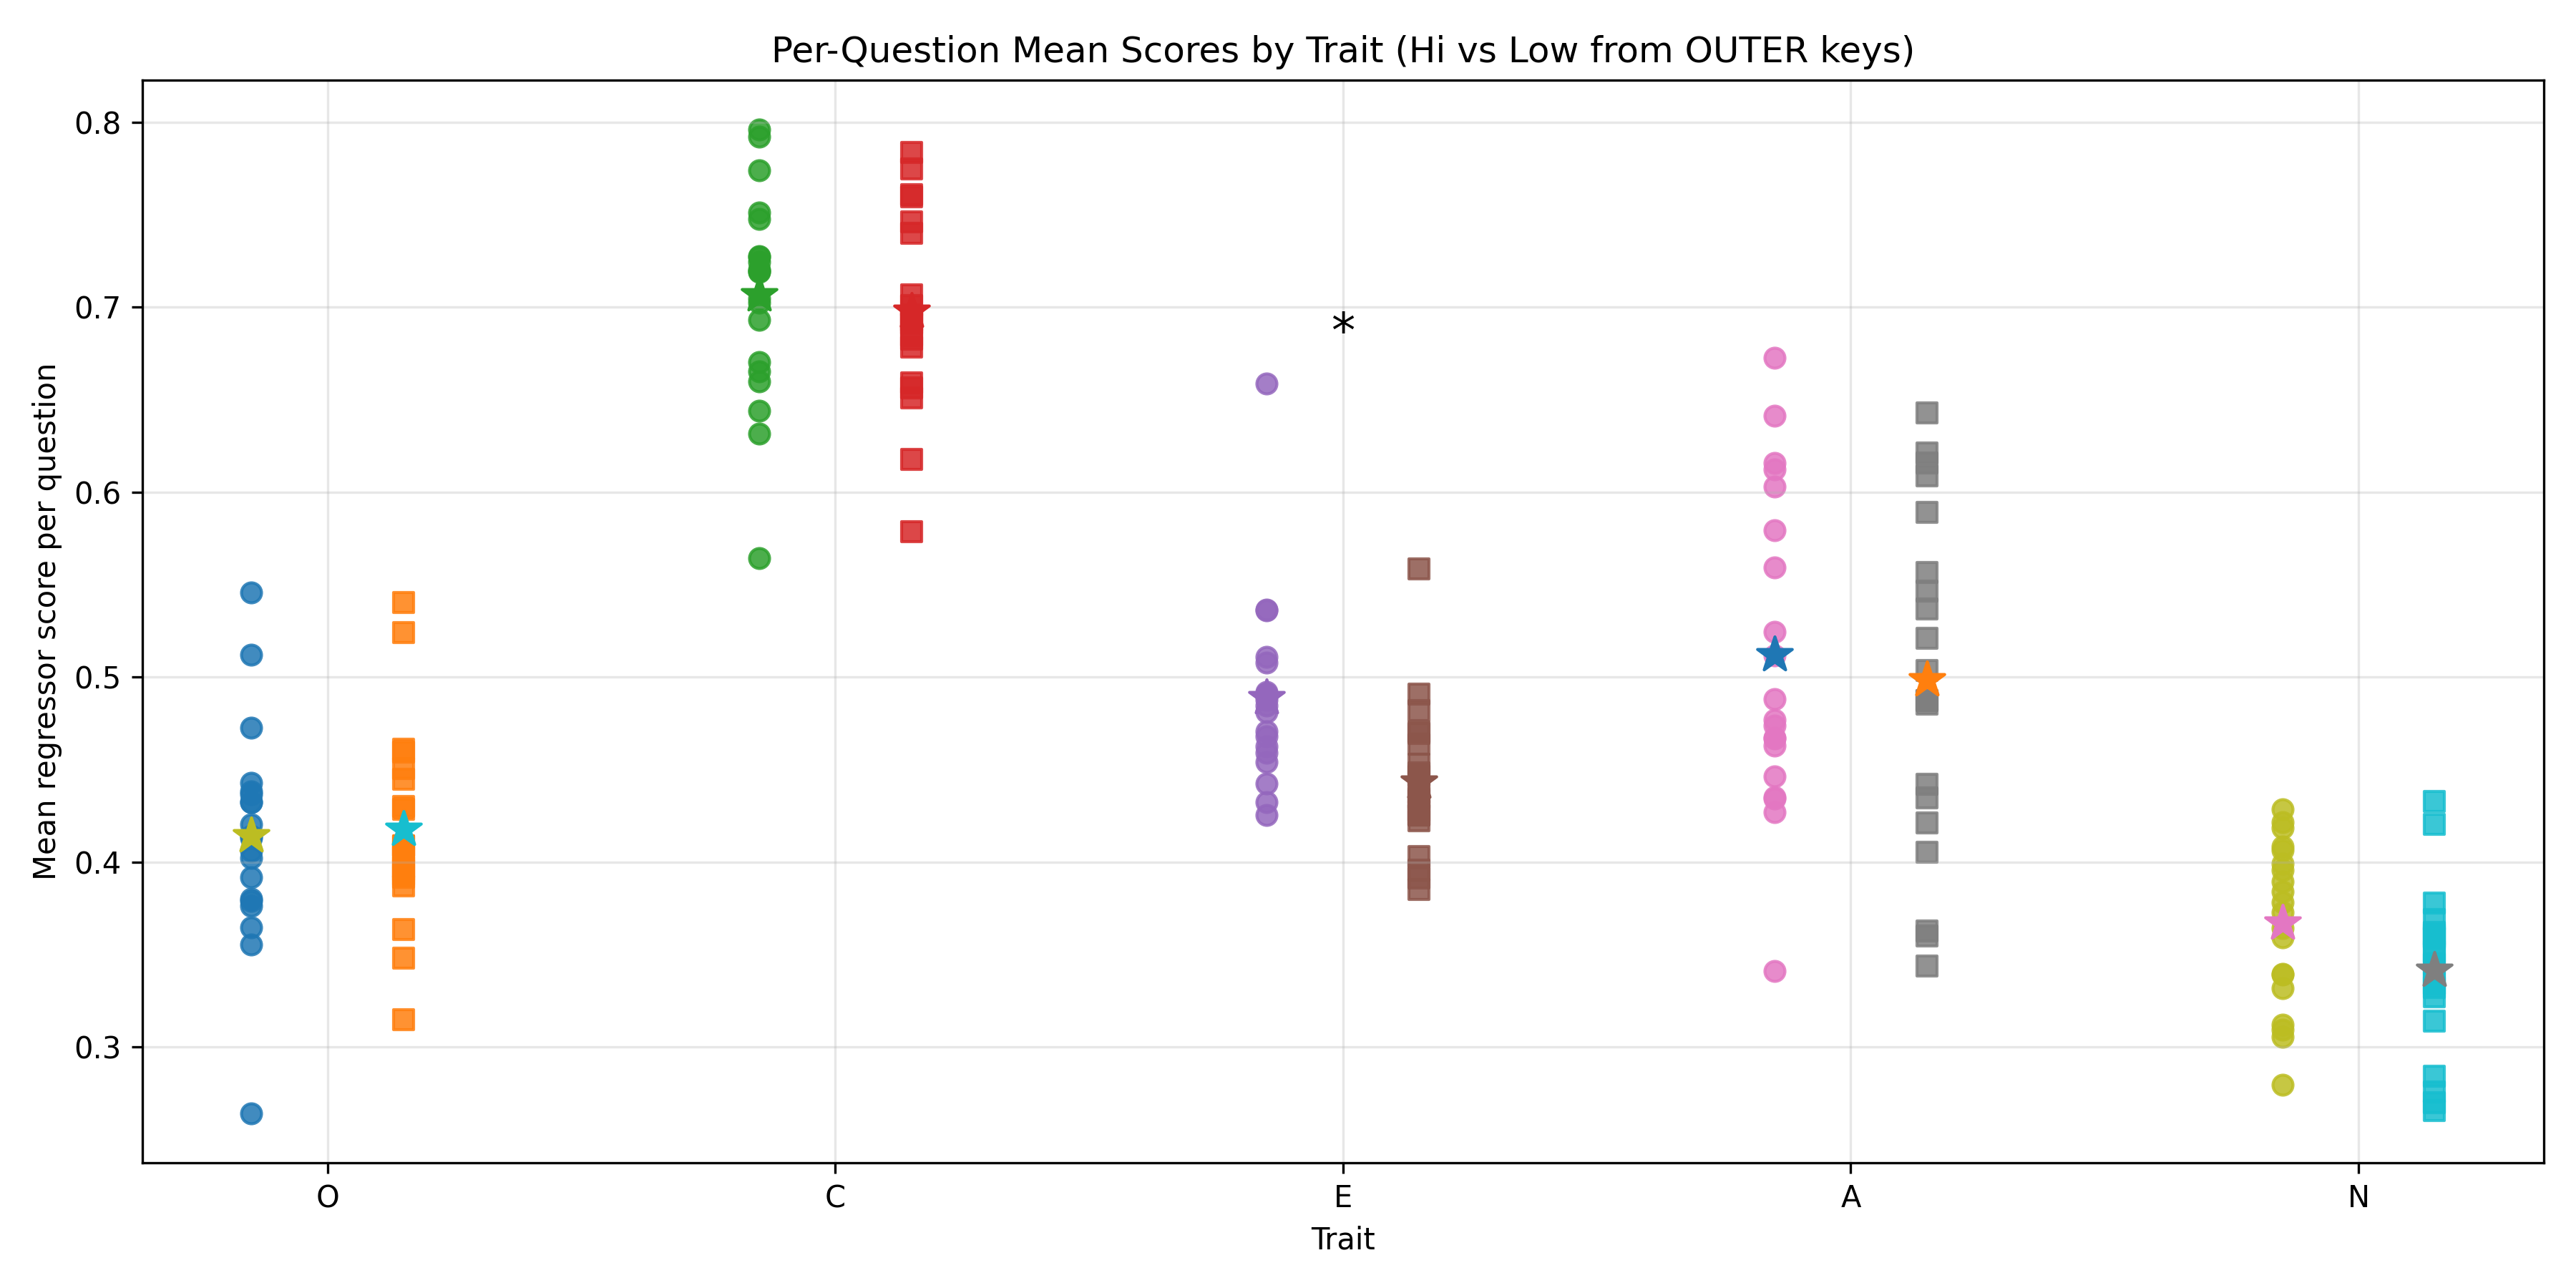 Per-Question Mean Scores by Trait (Hi vs Low from OUTER keys)
Mean regressor score per question
0.8
0.7
0.6
0.5
0.4
0.3
*
O C E A N
Trait